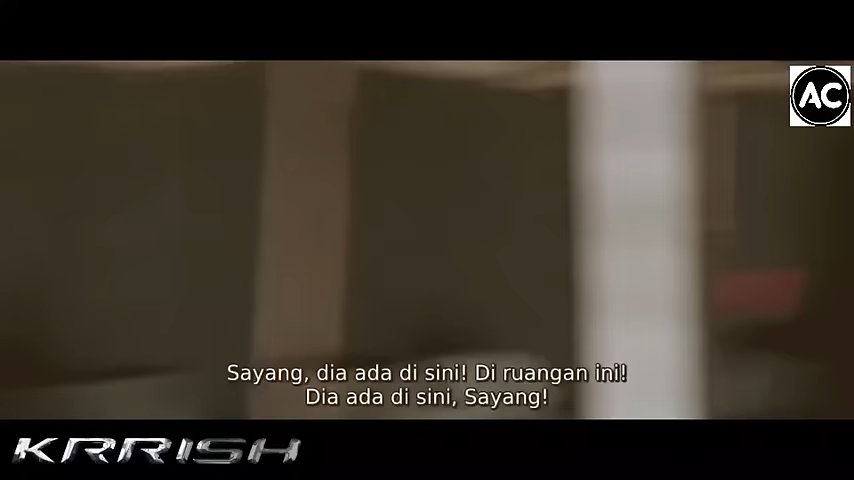 AC
Sayang, dia ada di sini! Di ruangan ini!
Dia ada di sini, Sayang!
KRRISH